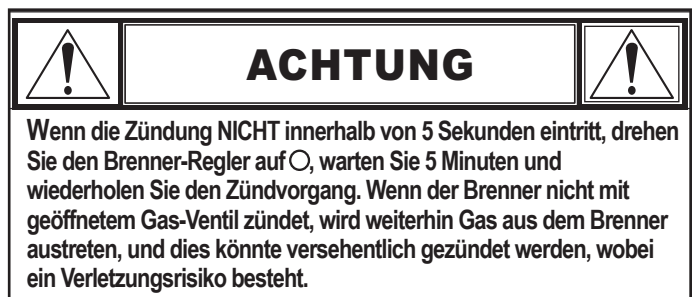 ACHTUNG
Wenn die Zündung NICHT innerhalb von 5 Sekunden eintritt, drehen
Sie den Brenner-Regler auf ○, warten Sie 5 Minuten und
wiederholen Sie den Zündvorgang. Wenn der Brenner nicht mit
geöffnetem Gas-Ventil zündet, wird weiterhin Gas aus dem Brenner
austreten, und dies könnte versehentlich gezündet werden, wobei
ein Verletzungsrisiko besteht.